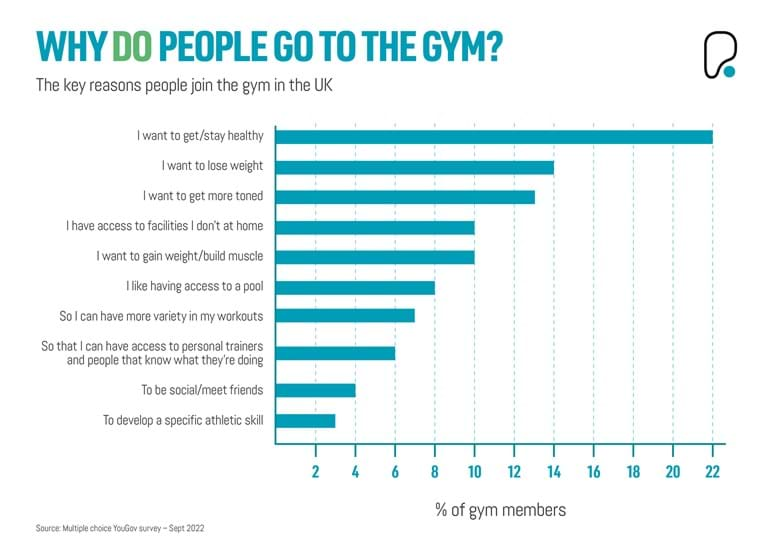 WHY DO PEOPLE GO TO THE GYM?
The key reasons people join the gym in the UK
I want to get/stay healthy
I want to lose weight
I want to get more toned
I have access to facilities I don't at home
I want to gain weight/build muscle
I like having access to a pool
So I can have more variety in my workouts
So that I can have access to personal trainers
and people that know what they're doing
To be social/meet friends
To develop a specific athletic skill
2 4 6 8 10 12 14 16 18 20 22
% of gym members
Source: Multiple choice YouGov survey – Sept 2022